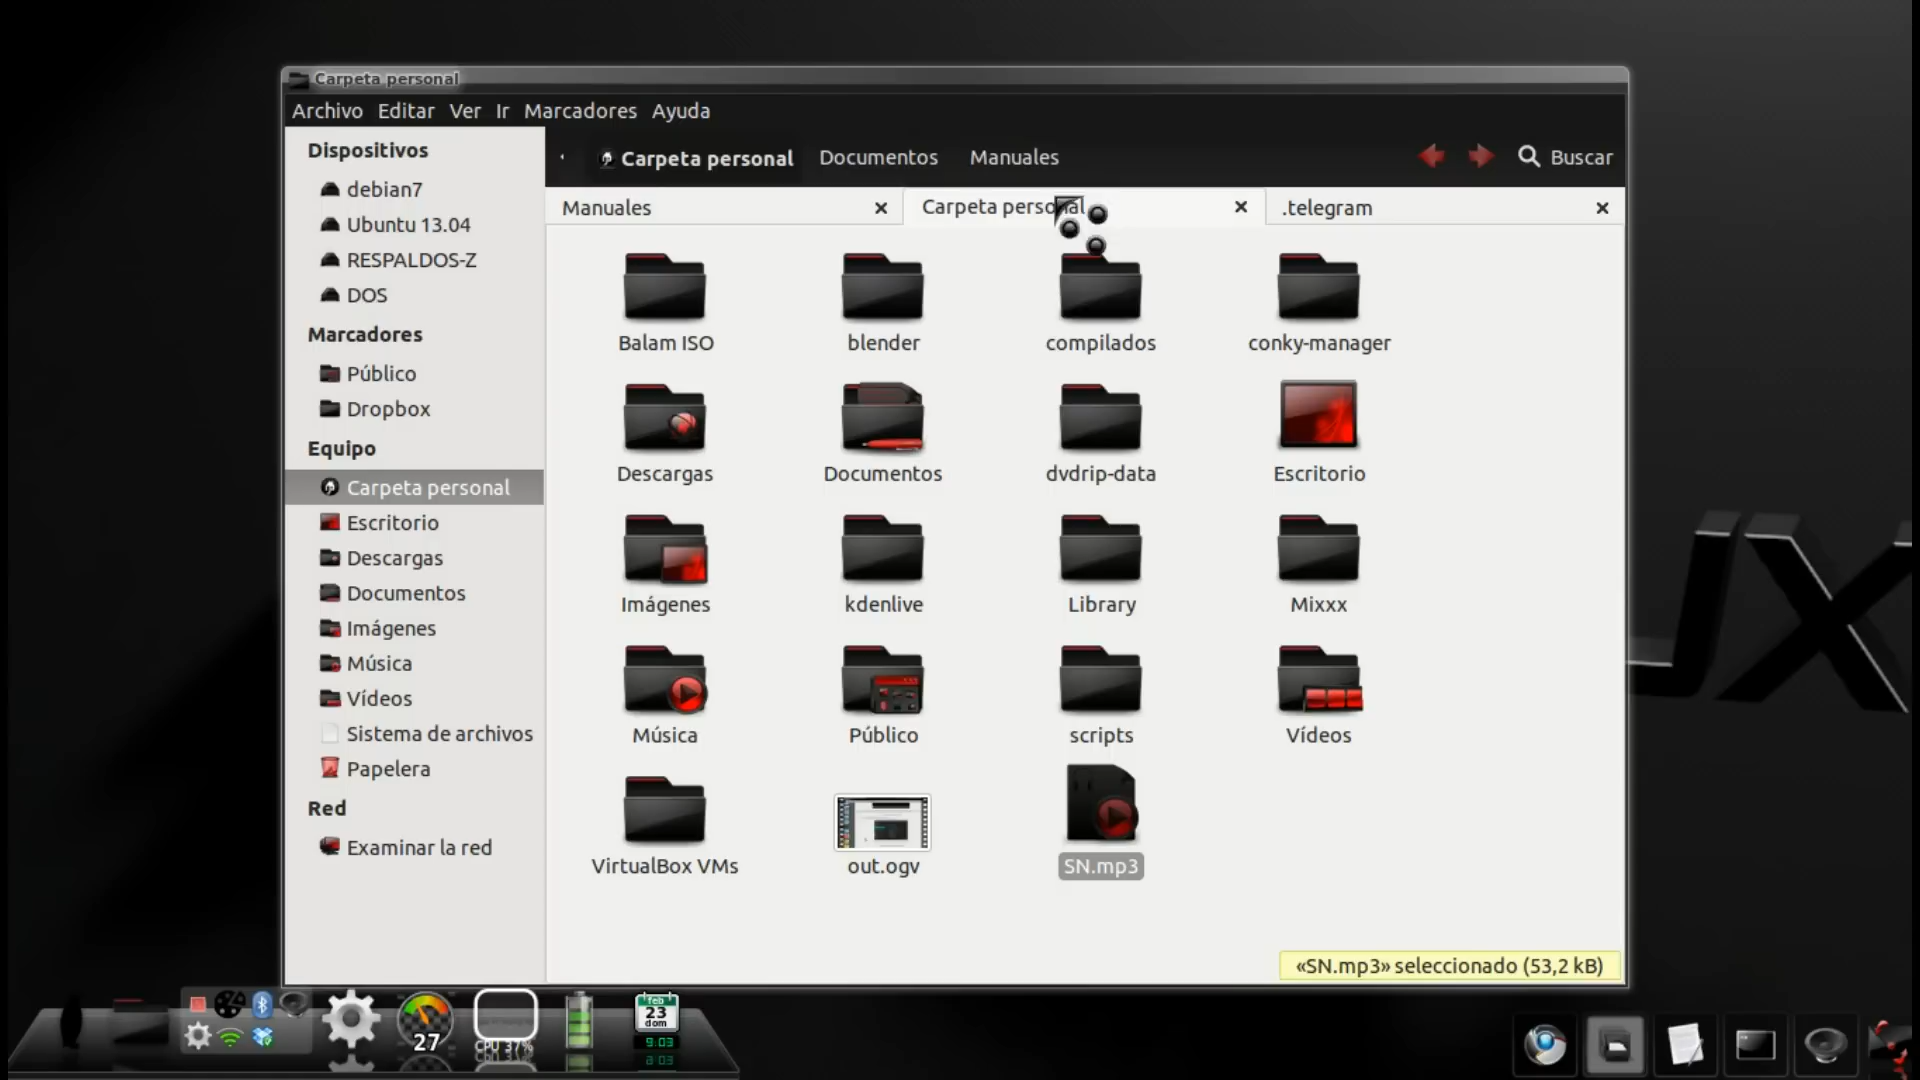 Carpeta personal
Archivo Editar Ver Ir Marcadores Ayuda
Dispositivos
debian7
Ubuntu 13.04
RESPALDOS-Z
DOS
Marcadores
Público
Dropbox
Equipo
Carpeta personal
Escritorio
Descargas
Documentos
Imágenes
Música
Vídeos
Sistema de archivos
Papelera
Red
Examinar la red
Carpeta personal Documentos Manuales Buscar
Manuales Carpeta personal .telegram
Balam ISO blender compilados conky-manager
Descargas Documentos dvdrip-data Escritorio
Imágenes kdenlive Library Mixxx
Música Público scripts Vídeos
VirtualBox VMs out.ogv SN.mp3
«SN.mp3» seleccionado (53,2 kB)
UX
27
CPU 37%
feb
23
dom
9:03